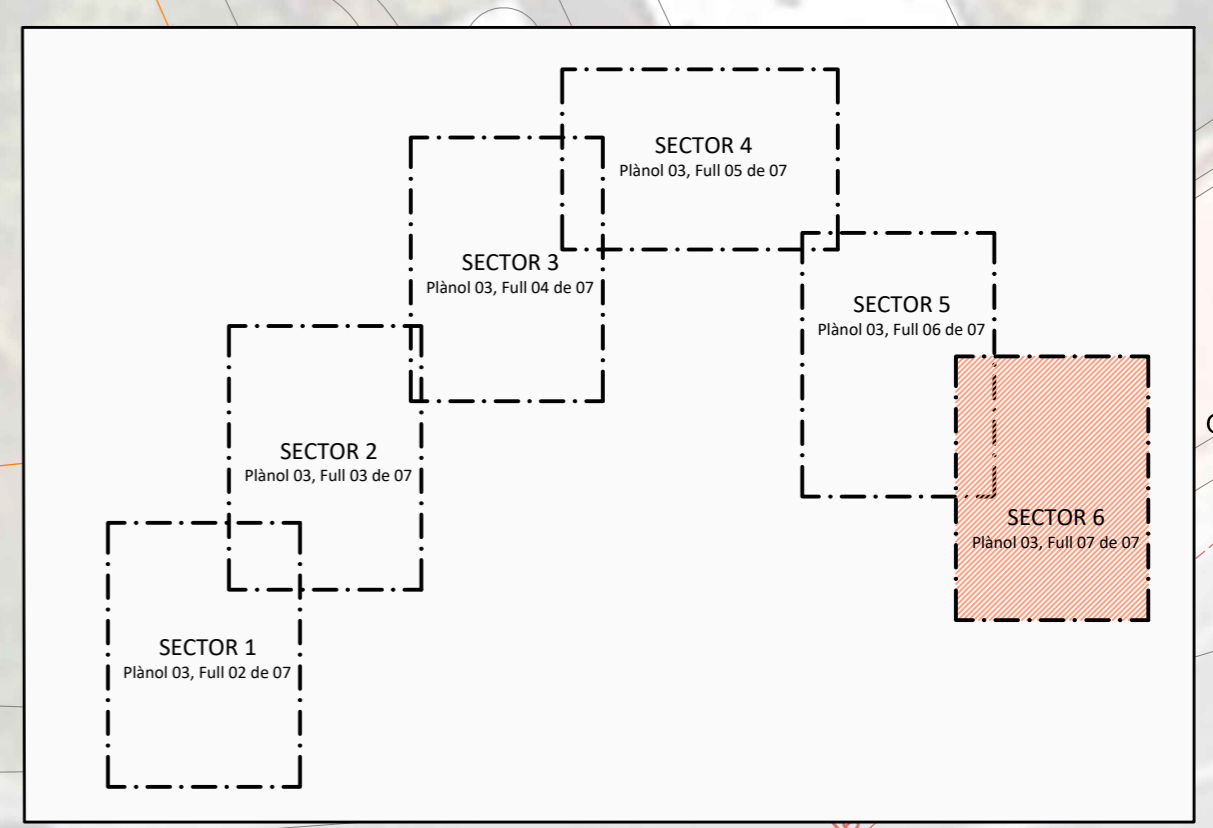 SECTOR 4
Plànol 03, Full 05 de 07
SECTOR 3
Plànol 03, Full 04 de 07
SECTOR 5
Plànol 03, Full 06 de 07
SECTOR 2
Plànol 03, Full 03 de 07
SECTOR 6
Plànol 03, Full 07 de 07
SECTOR 1
Plànol 03, Full 02 de 07